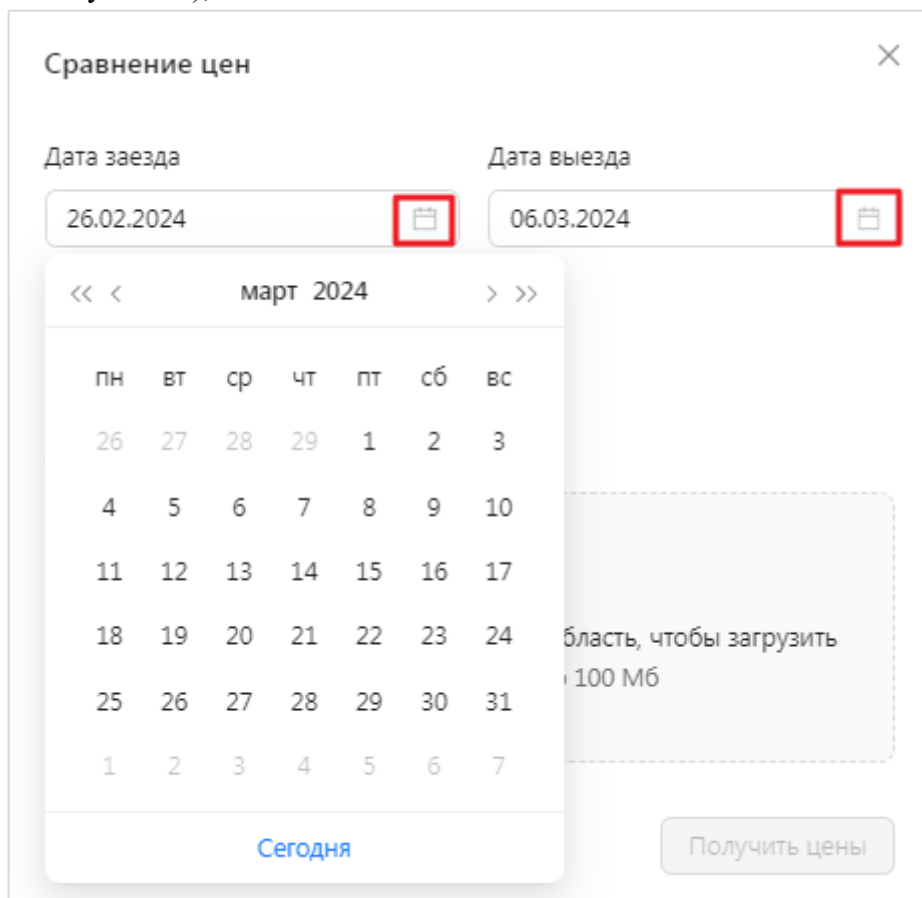 Сравнение цен
Дата заезда Дата выезда
26.02.2024 06.03.2024
<< < март 2024 > >>
пн вт ср чт пт сб вс
26 27 28 29 1 2 3
4 5 6 7 8 9 10
11 12 13 14 15 16 17
18 19 20 21 22 23 24
бласть, чтобы загрузить
100 Мб
25 26 27 28 29 30 31
1 2 3 4 5 6 7
Сегодня
Получить цены